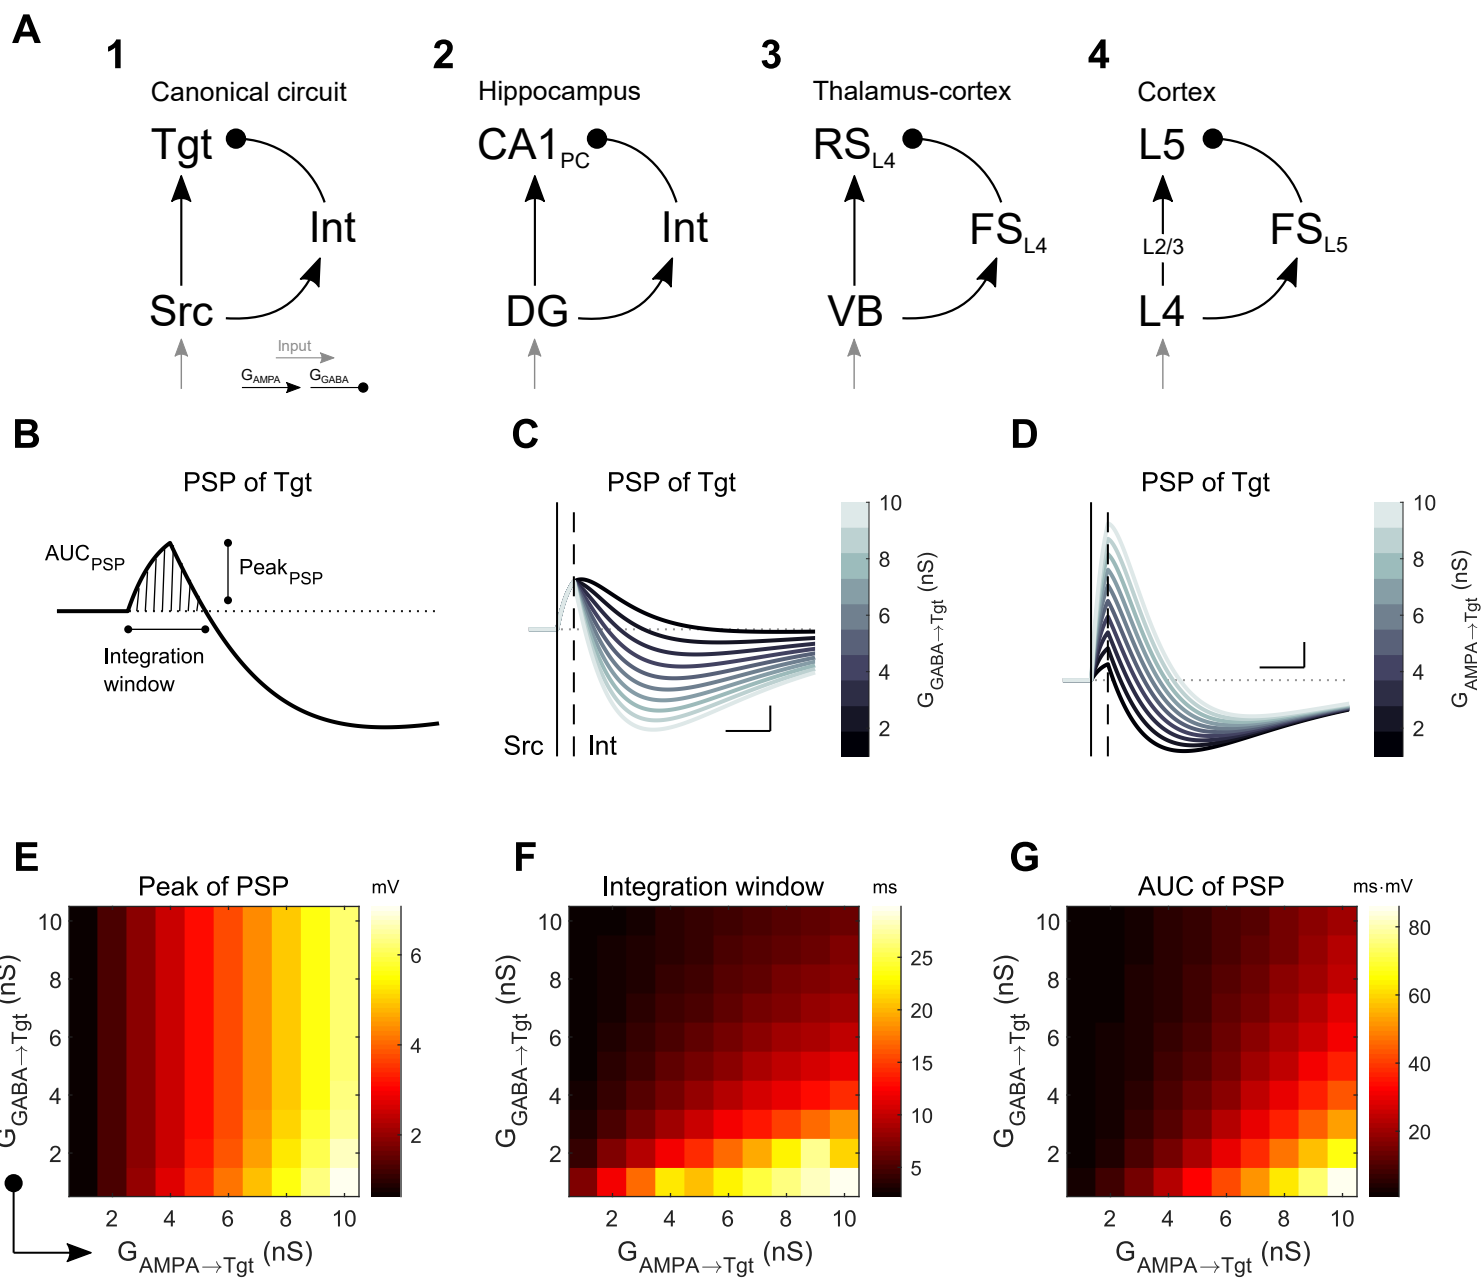 A
1
Canonical circuit
Tgt
Int
Src
Input
GAMPA
GGABA
2
Hippocampus
CA1PC
Int
DG
3
Thalamus-cortex
RSL4
FSL4
VB
4
Cortex
L5
L2/3
FSL5
L4
B
PSP of Tgt
AUCPSP
PeakPSP
Integration
window
C
PSP of Tgt
Src
Int
10
8
6
4
2
GGABA→Tgt (nS)
D
PSP of Tgt
10
8
6
4
2
GAMPA→Tgt (nS)
E
Peak of PSP
mV
10
8
6
4
2
GGABA→Tgt (nS)
2 4 6 8 10
GAMPA→Tgt (nS)
6
4
2
F
Integration window
ms
10
8
6
4
2
GGABA→Tgt (nS)
2 4 6 8 10
GAMPA→Tgt (nS)
25
20
15
10
5
G
AUC of PSP
ms·mV
10
8
6
4
2
GGABA→Tgt (nS)
2 4 6 8 10
GAMPA→Tgt (nS)
80
60
40
20